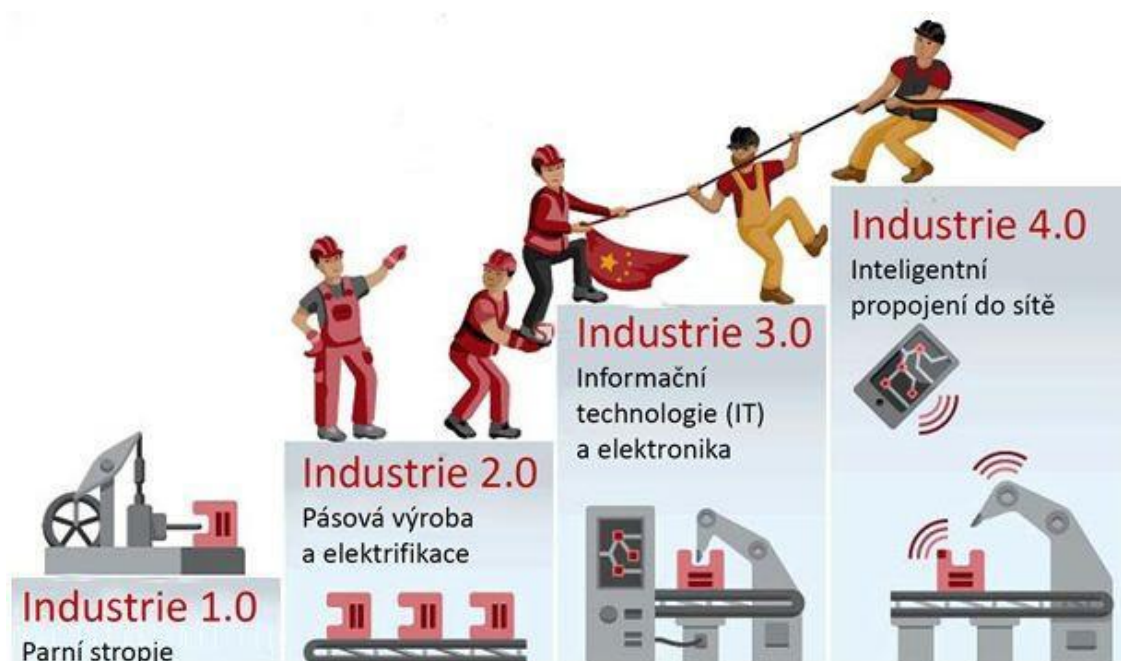 Industrie 1.0
Parní stropje
Industrie 2.0
Pásová výroba
a elektrifikace
Industrie 3.0
Informační
technologie (IT)
a elektronika
Industrie 4.0
Inteligentní
propojení do sítě